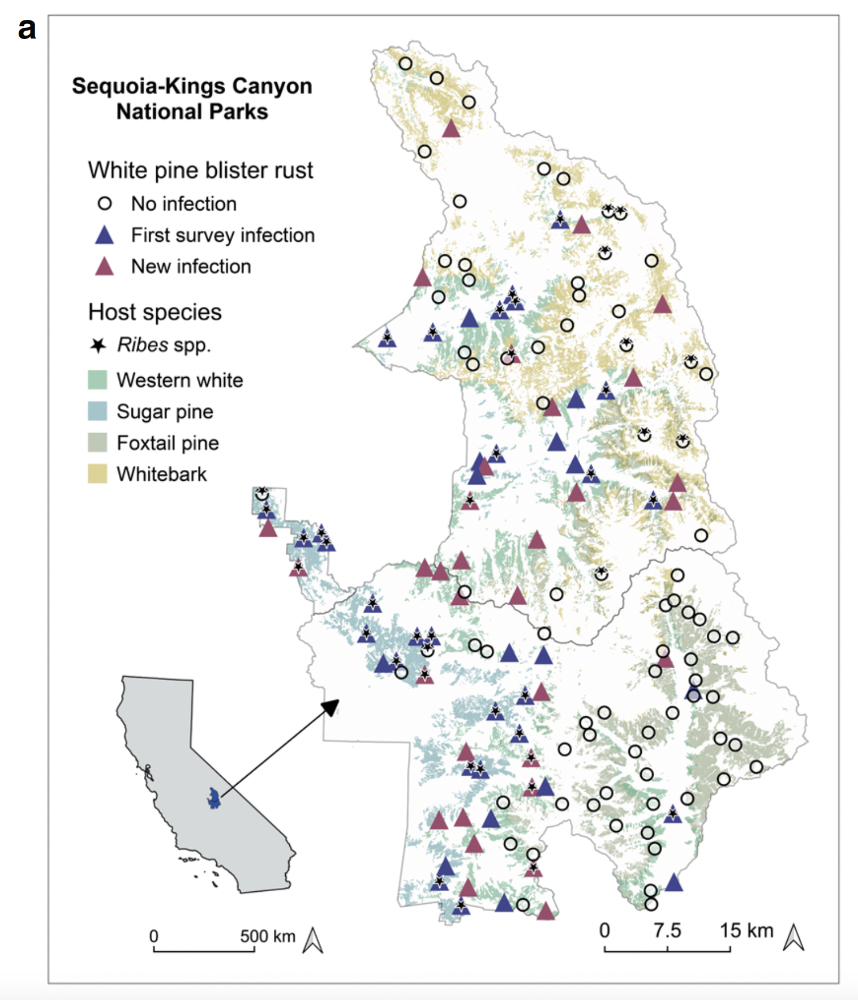 a
Sequoia-Kings Canyon
National Parks
White pine blister rust
No infection
First survey infection
New infection
Host species
Ribes spp.
Western white
Sugar pine
Foxtail pine
Whitebark
0 500 km
0 7.5 15 km